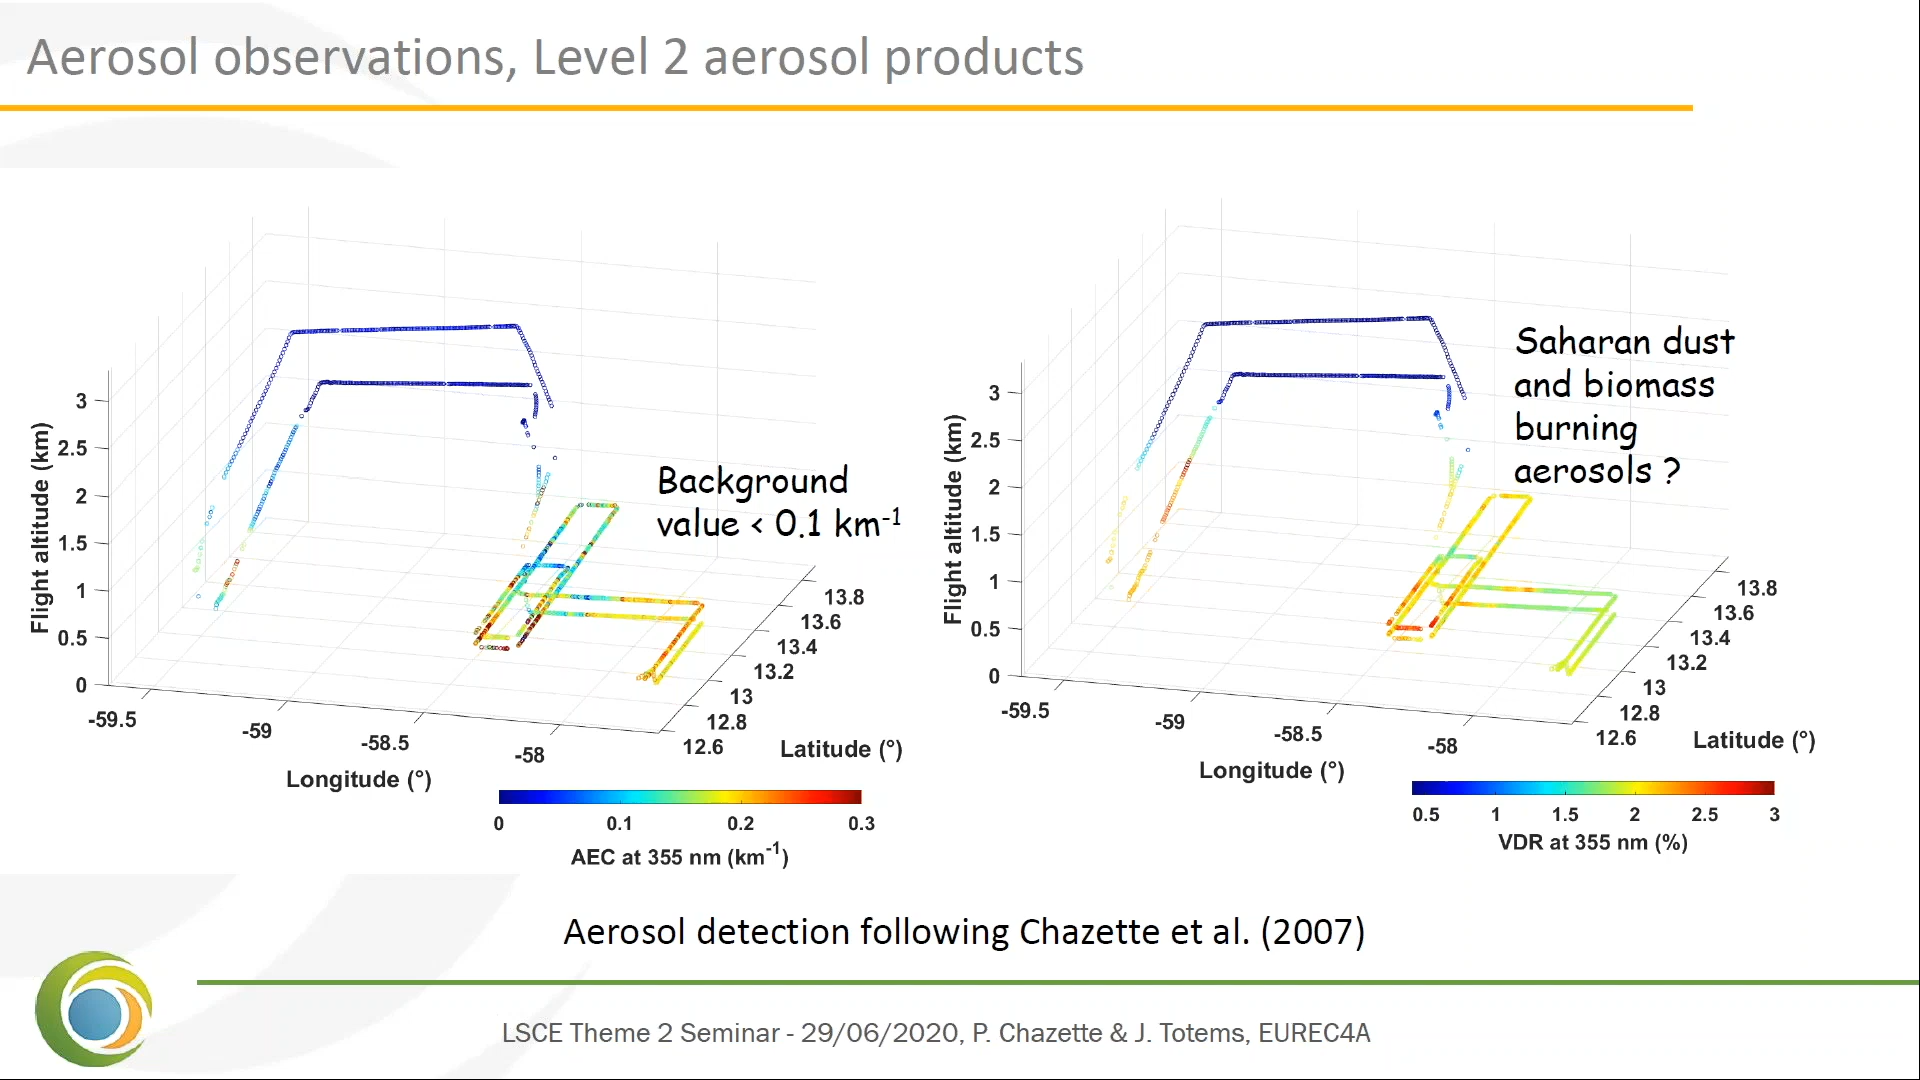 Aerosol observations, Level 2 aerosol products
Background
value < 0.1 km-1
Flight altitude (km)
3
2.5
2
1.5
1
0.5
0
-59.5
-59
-58.5
-58
Longitude (°)
13.8
13.6
13.4
13.2
13
12.8
12.6
Latitude (°)
0 0.1 0.2 0.3
AEC at 355 nm (km-1)
Saharan dust
and biomass
burning
aerosols ?
Flight altitude (km)
3
2.5
2
1.5
1
0.5
0
-59.5
-59
-58.5
-58
Longitude (°)
13.8
13.6
13.4
13.2
13
12.8
12.6
Latitude (°)
0.5 1 1.5 2 2.5 3
VDR at 355 nm (%)
Aerosol detection following Chazette et al. (2007)
LSCE Theme 2 Seminar - 29/06/2020, P. Chazette & J. Totems, EUREC4A